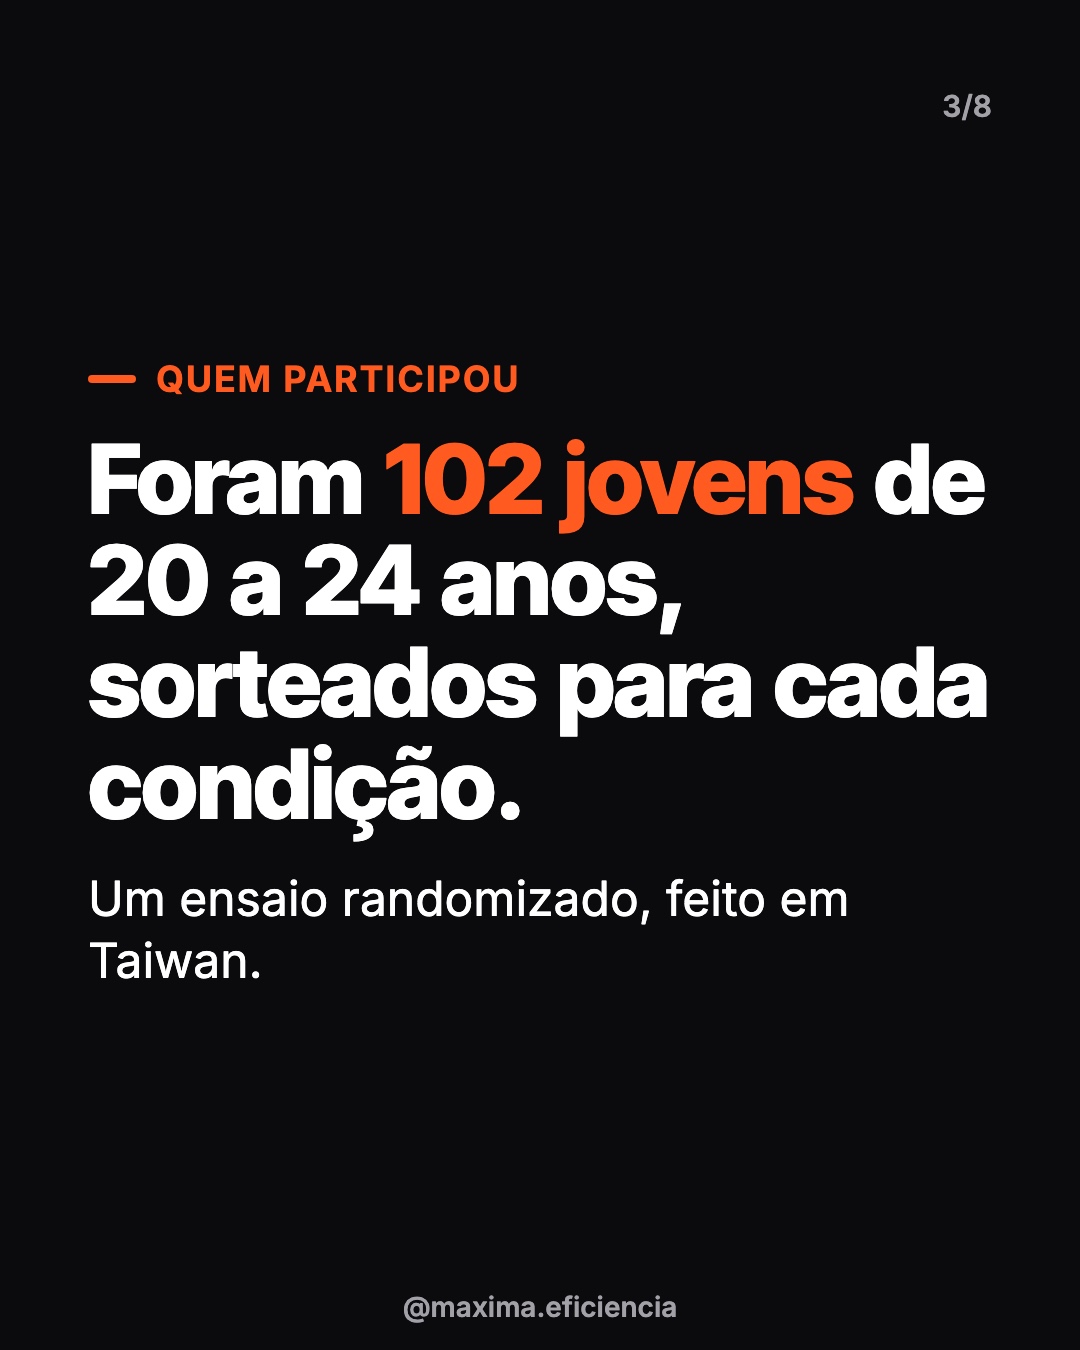 3/8
QUEM PARTICIPOU
Foram 102 jovens de
20 a 24 anos,
sorteados para cada
condição.
Um ensaio randomizado, feito em
Taiwan.
@maxima.eficiencia